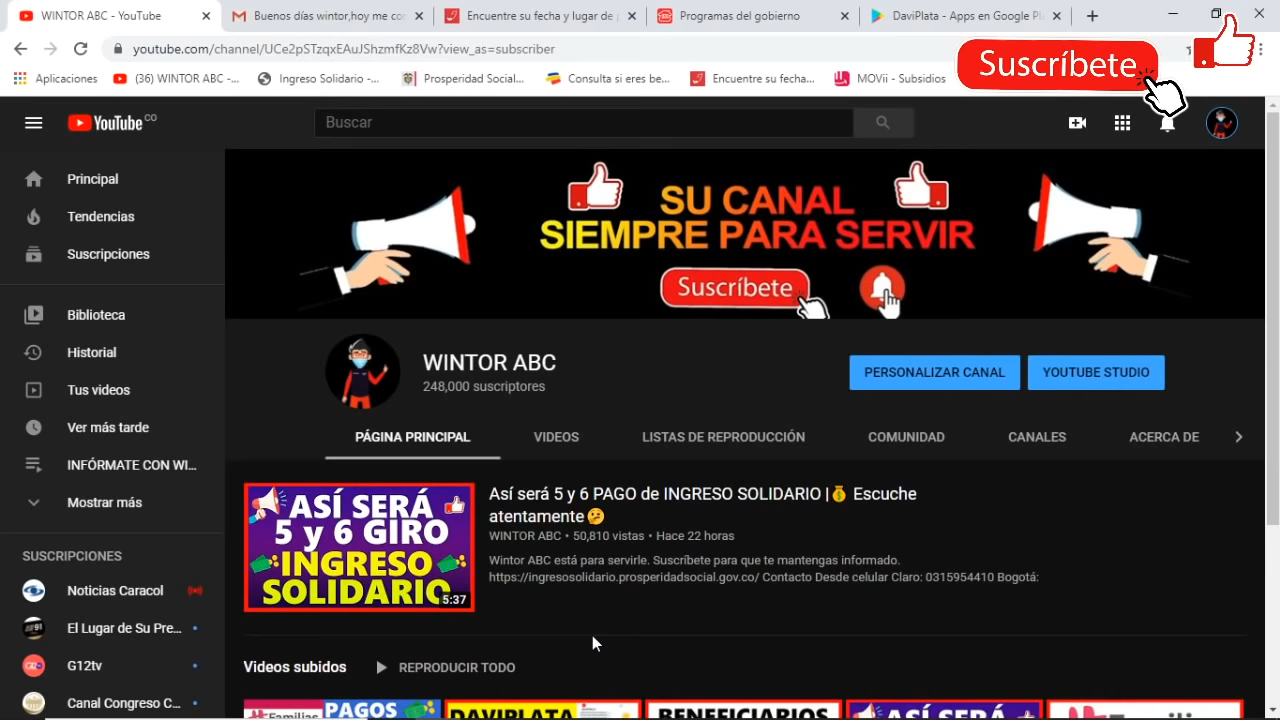 WINTOR ABC - YouTube
Buenos días wintor,hoy me co
Encuentre su fecha y lugar de
Programas del gobierno
DaviPlata - Apps en Google Pl
youtube.com/channel/UCe2pSTzqxEAuJShzmfKz8Vw?view_as=subscriber
Suscríbete
Aplicaciones
(36) WINTOR ABC -...
Ingreso Solidario -...
Prosperidad Social...
Consulta si eres be...
Encuentre su fecha...
MOVii - Subsidios
YouTube CO
Buscar
Principal
Tendencias
Suscripciones
Biblioteca
Historial
Tus videos
Ver más tarde
INFÓRMATE CON WI...
Mostrar más
SUSCRIPCIONES
Noticias Caracol
El Lugar de Su Pre...
G12tv
Canal Congreso C...
SU CANAL
SIEMPRE PARA SERVIR
Suscríbete
WINTOR ABC
248,000 suscriptores
PERSONALIZAR CANAL
YOUTUBE STUDIO
PÁGINA PRINCIPAL
VIDEOS
LISTAS DE REPRODUCCIÓN
COMUNIDAD
CANALES
ACERCA DE
ASÍ SERÁ
5 y 6 GIRO
INGRESO
SOLIDARIO
5:37
Así será 5 y 6 PAGO de INGRESO SOLIDARIO |💰 Escuche
atentamente🤔
WINTOR ABC • 50,810 vistas • Hace 22 horas
Wintor ABC está para servirle. Suscríbete para que te mantengas informado.
https://ingresosolidario.prosperidadsocial.gov.co/ Contacto Desde celular Claro: 0315954410 Bogotá:
Videos subidos
REPRODUCIR TODO
Familias
PAGOS
DAVIPLATA
BENEFICIARIOS
ASÍ SERÁ